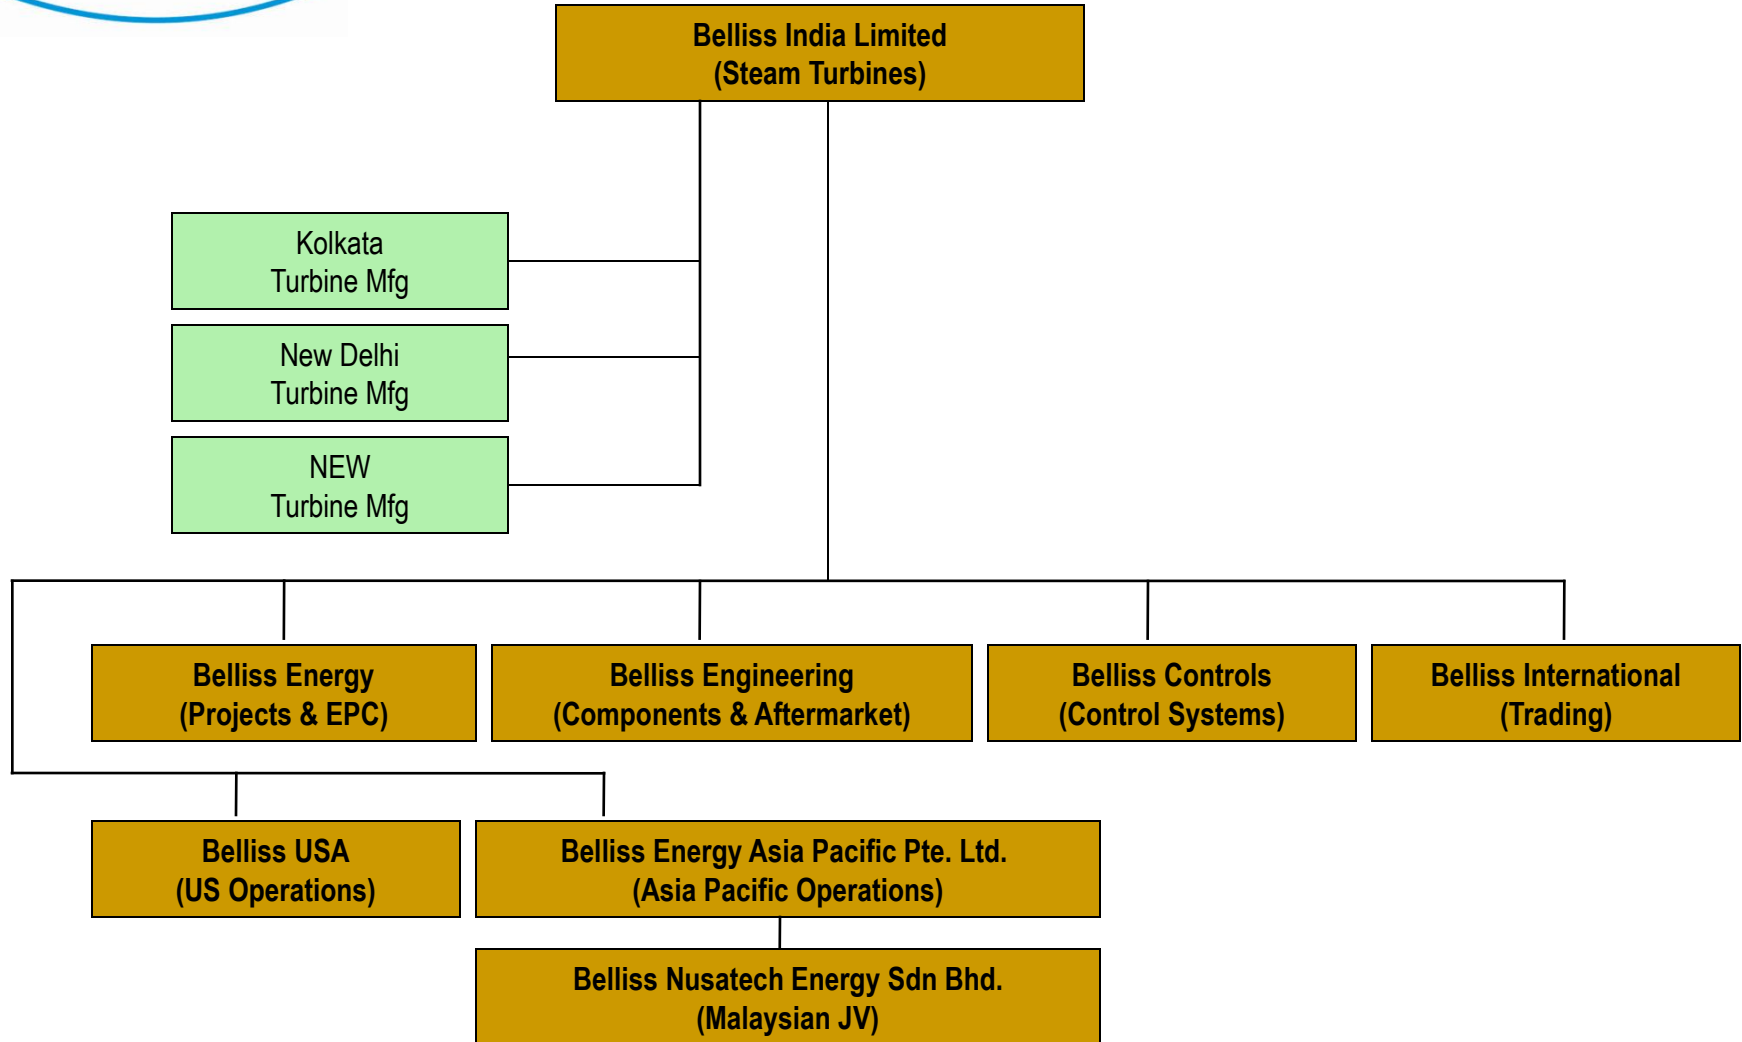 Belliss India Limited
(Steam Turbines)
Kolkata
Turbine Mfg
New Delhi
Turbine Mfg
NEW
Turbine Mfg
Belliss Energy
(Projects & EPC)
Belliss Engineering
(Components & Aftermarket)
Belliss Controls
(Control Systems)
Belliss International
(Trading)
Belliss USA
(US Operations)
Belliss Energy Asia Pacific Pte. Ltd.
(Asia Pacific Operations)
Belliss Nusatech Energy Sdn Bhd.
(Malaysian JV)